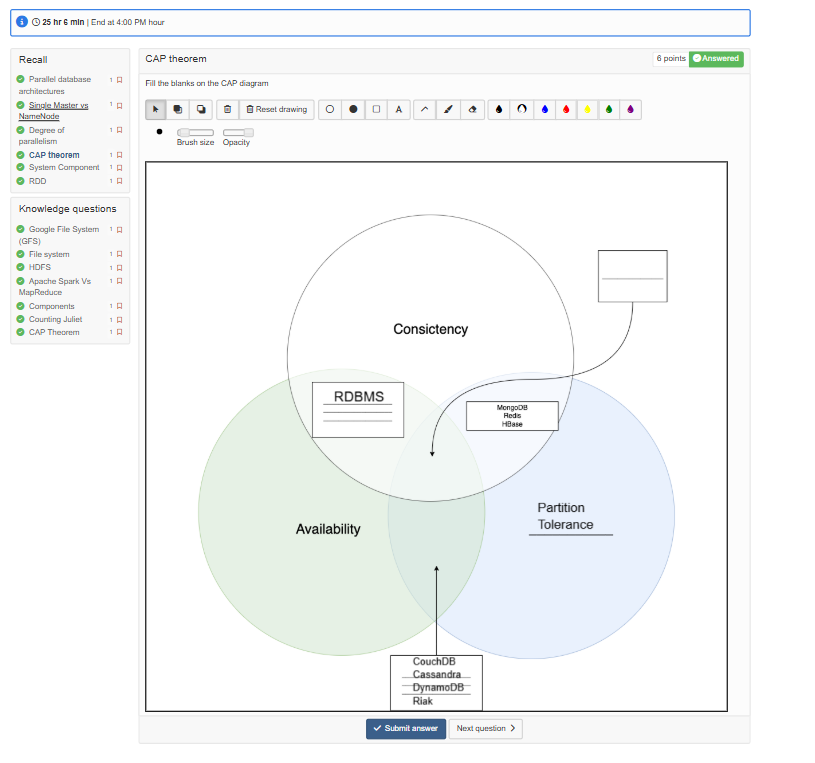 25 hr 6 min | End at 4:00 PM hour
Recall
Parallel database 1
architectures
Single Master vs 1
NameNode
Degree of 1
parallelism
CAP theorem 1
System Component 1
RDD 1
Knowledge questions
Google File System 1
(GFS)
File system 1
HDFS 1
Apache Spark Vs 1
MapReduce
Components 1
Counting Juliet 1
CAP Theorem 1
CAP theorem 6 points Answered
Fill the blanks on the CAP diagram
Reset drawing A
Brush size Opacity
Consictency
RDBMS
MongoDB
Redis
HBase
Partition
Tolerance
Availability
CouchDB
Cassandra
DynamoDB
Riak
Submit answer Next question